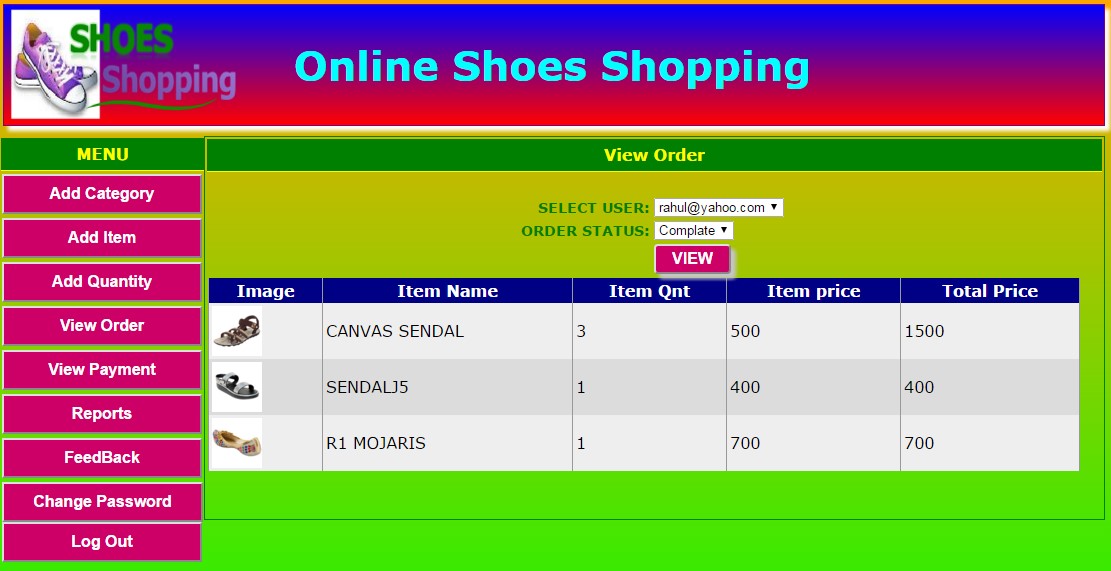 SHOES
Shopping
Online Shoes Shopping
MENU
Add Category
Add Item
Add Quantity
View Order
View Payment
Reports
FeedBack
Change Password
Log Out
View Order
SELECT USER: rahul@yahoo.com
ORDER STATUS: Complate
VIEW
Image Item Name Item Qnt Item price Total Price
CANVAS SENDAL 3 500 1500
SENDALJ5 1 400 400
R1 MOJARIS 1 700 700